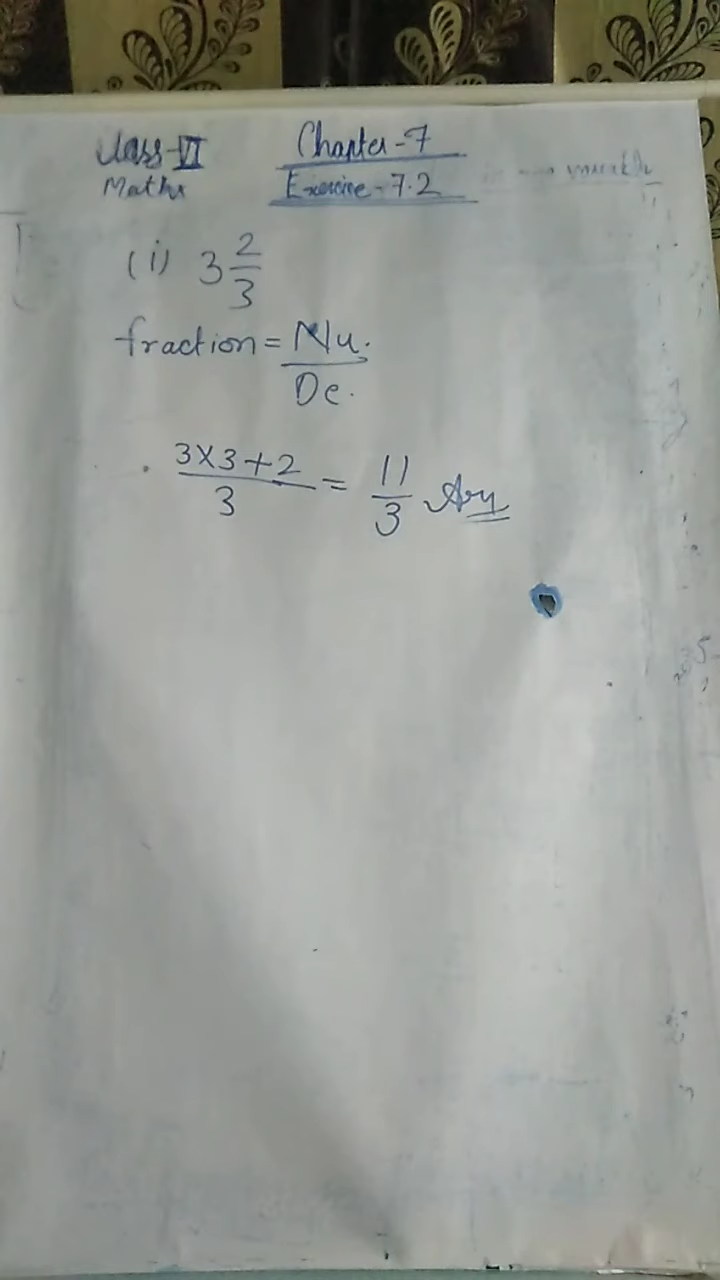 Class-VI Chapter-7
Maths Exercise-7.2
(i) 3 2/3
fraction = Nu./De.
3×3+2/3 = 11/3 Ans